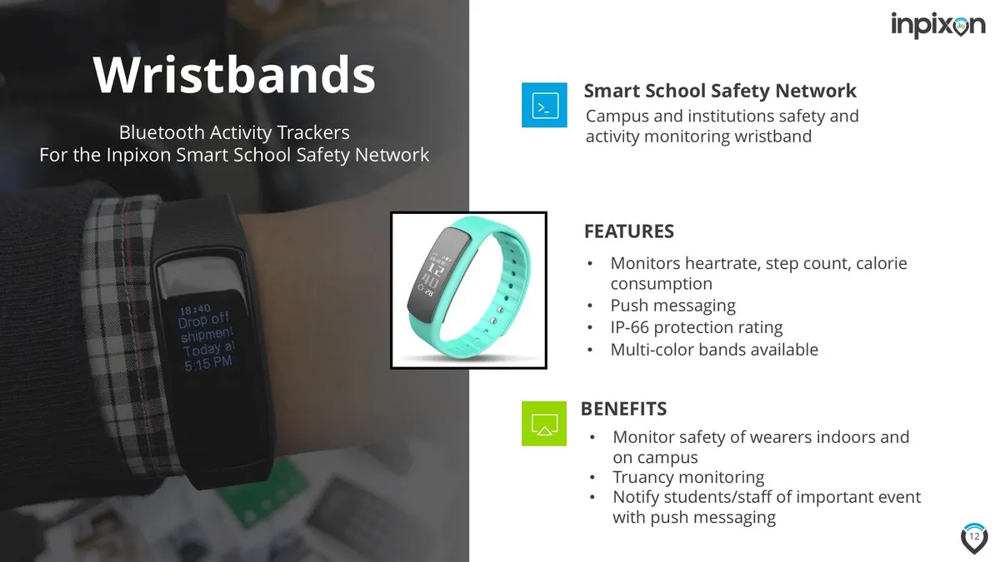 inpixon
Wristbands
Bluetooth Activity Trackers
For the Inpixon Smart School Safety Network
18:40
Drop off
shipment
Today at
5:15 PM
12
40
28°
Smart School Safety Network
Campus and institutions safety and
activity monitoring wristband
FEATURES
• Monitors heartrate, step count, calorie
consumption
• Push messaging
• IP-66 protection rating
• Multi-color bands available
BENEFITS
• Monitor safety of wearers indoors and
on campus
• Truancy monitoring
• Notify students/staff of important event
with push messaging
12